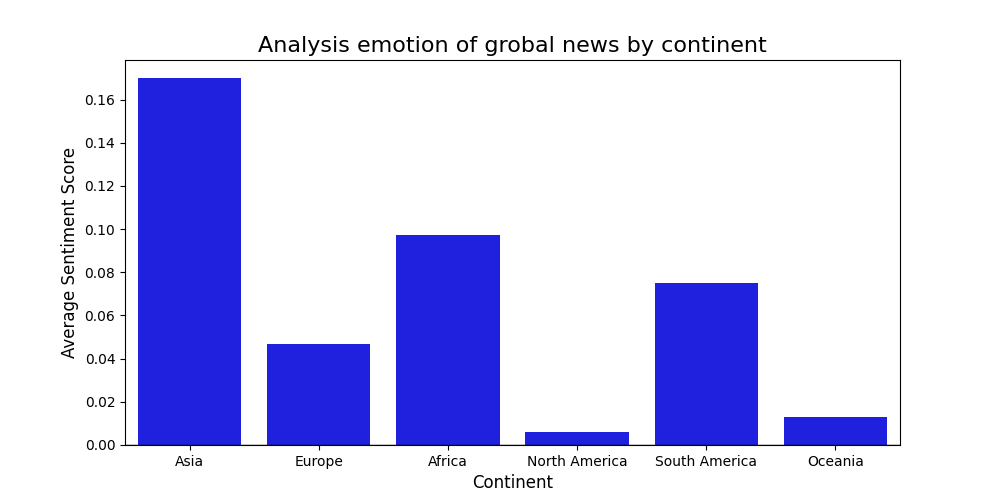 Analysis emotion of grobal news by continent
Average Sentiment Score
0.16
0.14
0.12
0.10
0.08
0.06
0.04
0.02
0.00
Asia Europe Africa North America South America Oceania
Continent